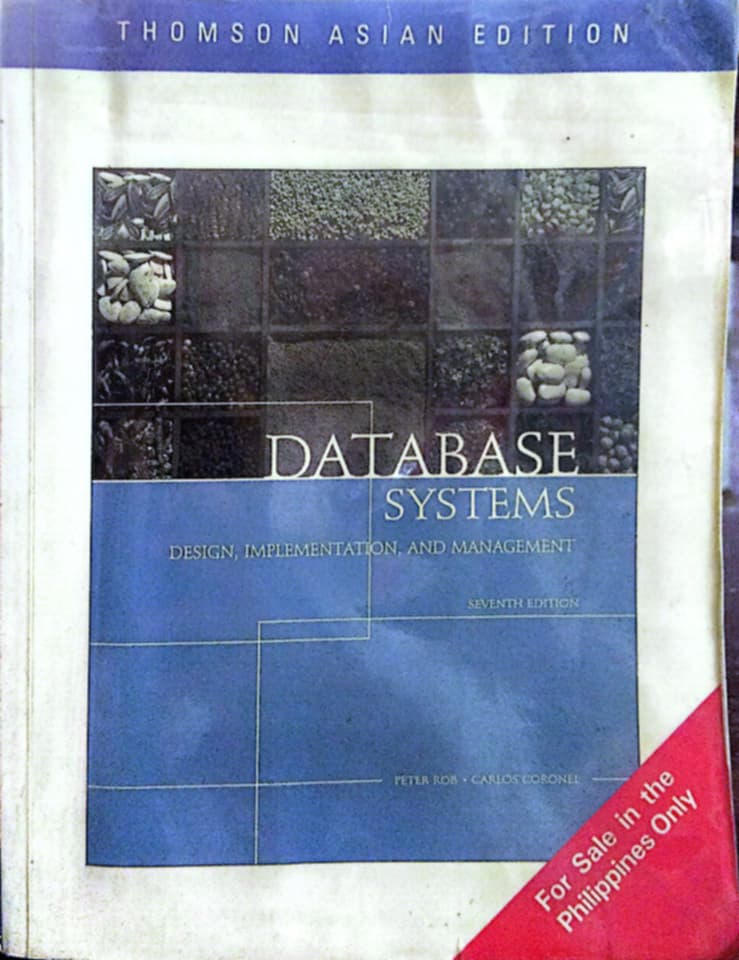 THOMSON ASIAN EDITION
DATABASE
SYSTEMS
DESIGN, IMPLEMENTATION, AND MANAGEMENT
SEVENTH EDITION
PETER ROB • CARLOS CORONEL
For Sale in the
Philippines Only